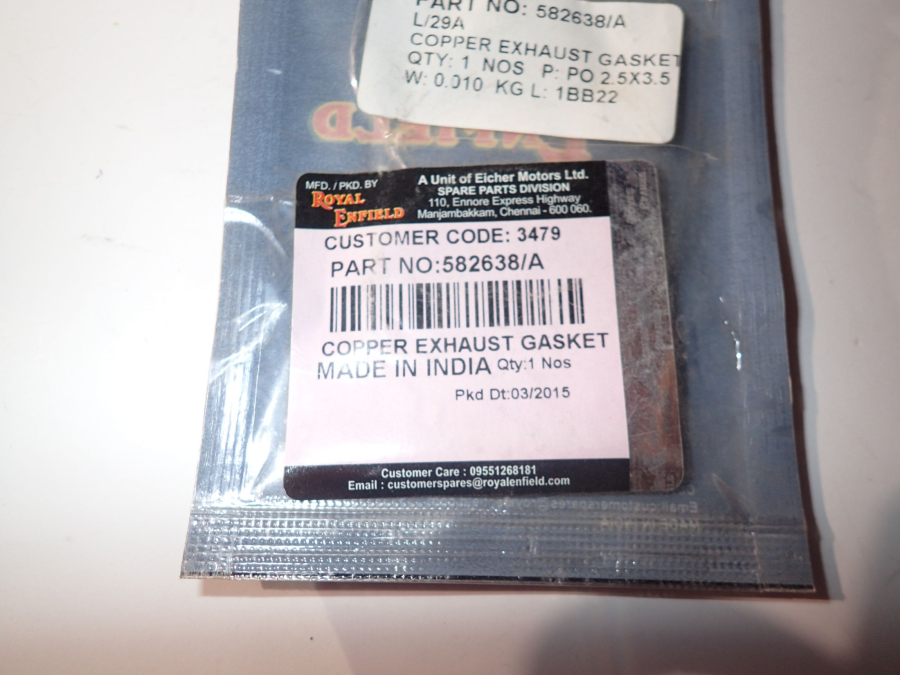 PART NO: 582638/A
L/29A
COPPER EXHAUST GASKET
QTY: 1 NOS P: PO 2.5X3.5
W: 0.010 KG L: 1BB22
ENFIELD
MFD. / PKD. BY
ROYAL
ENFIELD
A Unit of Eicher Motors Ltd.
SPARE PARTS DIVISION
110, Ennore Express Highway
Manjambakkam, Chennai - 600 060.
CUSTOMER CODE: 3479
PART NO:582638/A
COPPER EXHAUST GASKET
MADE IN INDIA Qty:1 Nos
Pkd Dt:03/2015
Customer Care : 09551268181
Email : customerspares@royalenfield.com